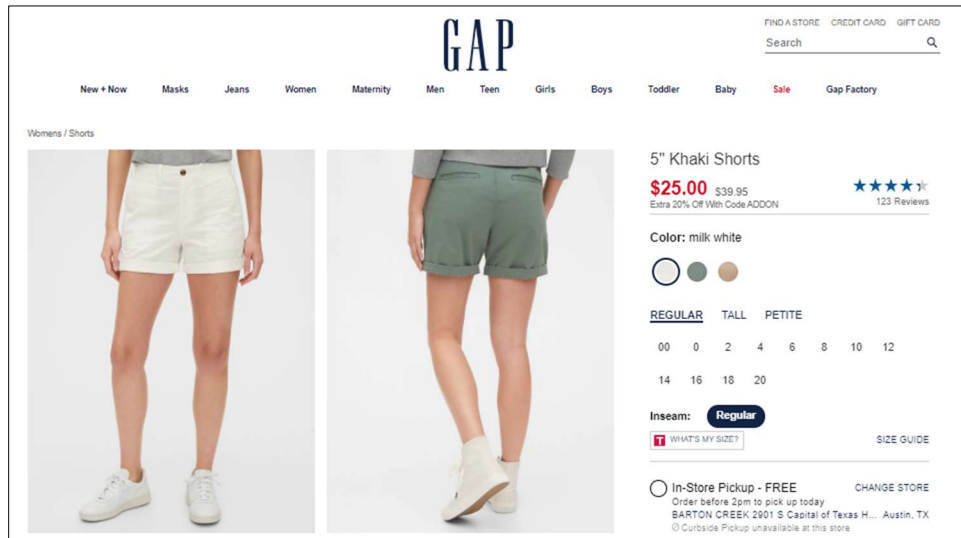 FIND A STORE CREDIT CARD GIFT CARD
GAP
Search
New + Now Masks Jeans Women Maternity Men Teen Girls Boys Toddler Baby Sale Gap Factory
Womens / Shorts
5" Khaki Shorts
$25.00 $39.95
Extra 20% Off With Code ADDON
123 Reviews
Color: milk white
REGULAR TALL PETITE
00 0 2 4 6 8 10 12
14 16 18 20
Inseam: Regular
T WHAT'S MY SIZE? SIZE GUIDE
In-Store Pickup - FREE CHANGE STORE
Order before 2pm to pick up today
BARTON CREEK 2901 S Capital of Texas H... Austin, TX
Curbside Pickup unavailable at this store